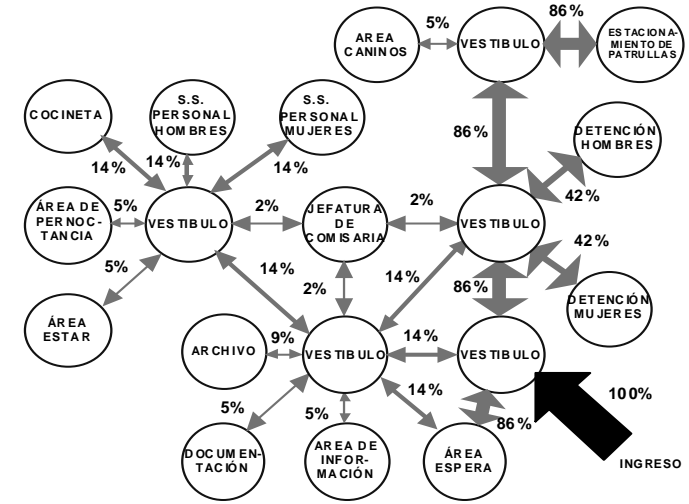 5%
86%
AREA
CANINOS
VESTIBULO
ESTACIONA-
MIENTO DE
PATRULLAS
COCINETA
S.S.
PERSONAL
HOMBRES
S.S.
PERSONAL
MUJERES
86%
DETENCIÓN
HOMBRES
14%
14%
14%
42%
ÁREA DE
PERNOC-
TANCIA
5%
VESTIBULO
2%
JEFATURA
DE
COMISARIA
2%
VESTIBULO
42%
5%
14%
2%
14%
86%
DETENCIÓN
MUJERES
ÁREA
ESTAR
ARCHIVO
9%
VESTIBULO
14%
VESTIBULO
14%
100%
5%
5%
86%
DOCUMEN-
TACIÓN
AREA DE
INFOR-
MACIÓN
ÁREA
ESPERA
INGRESO